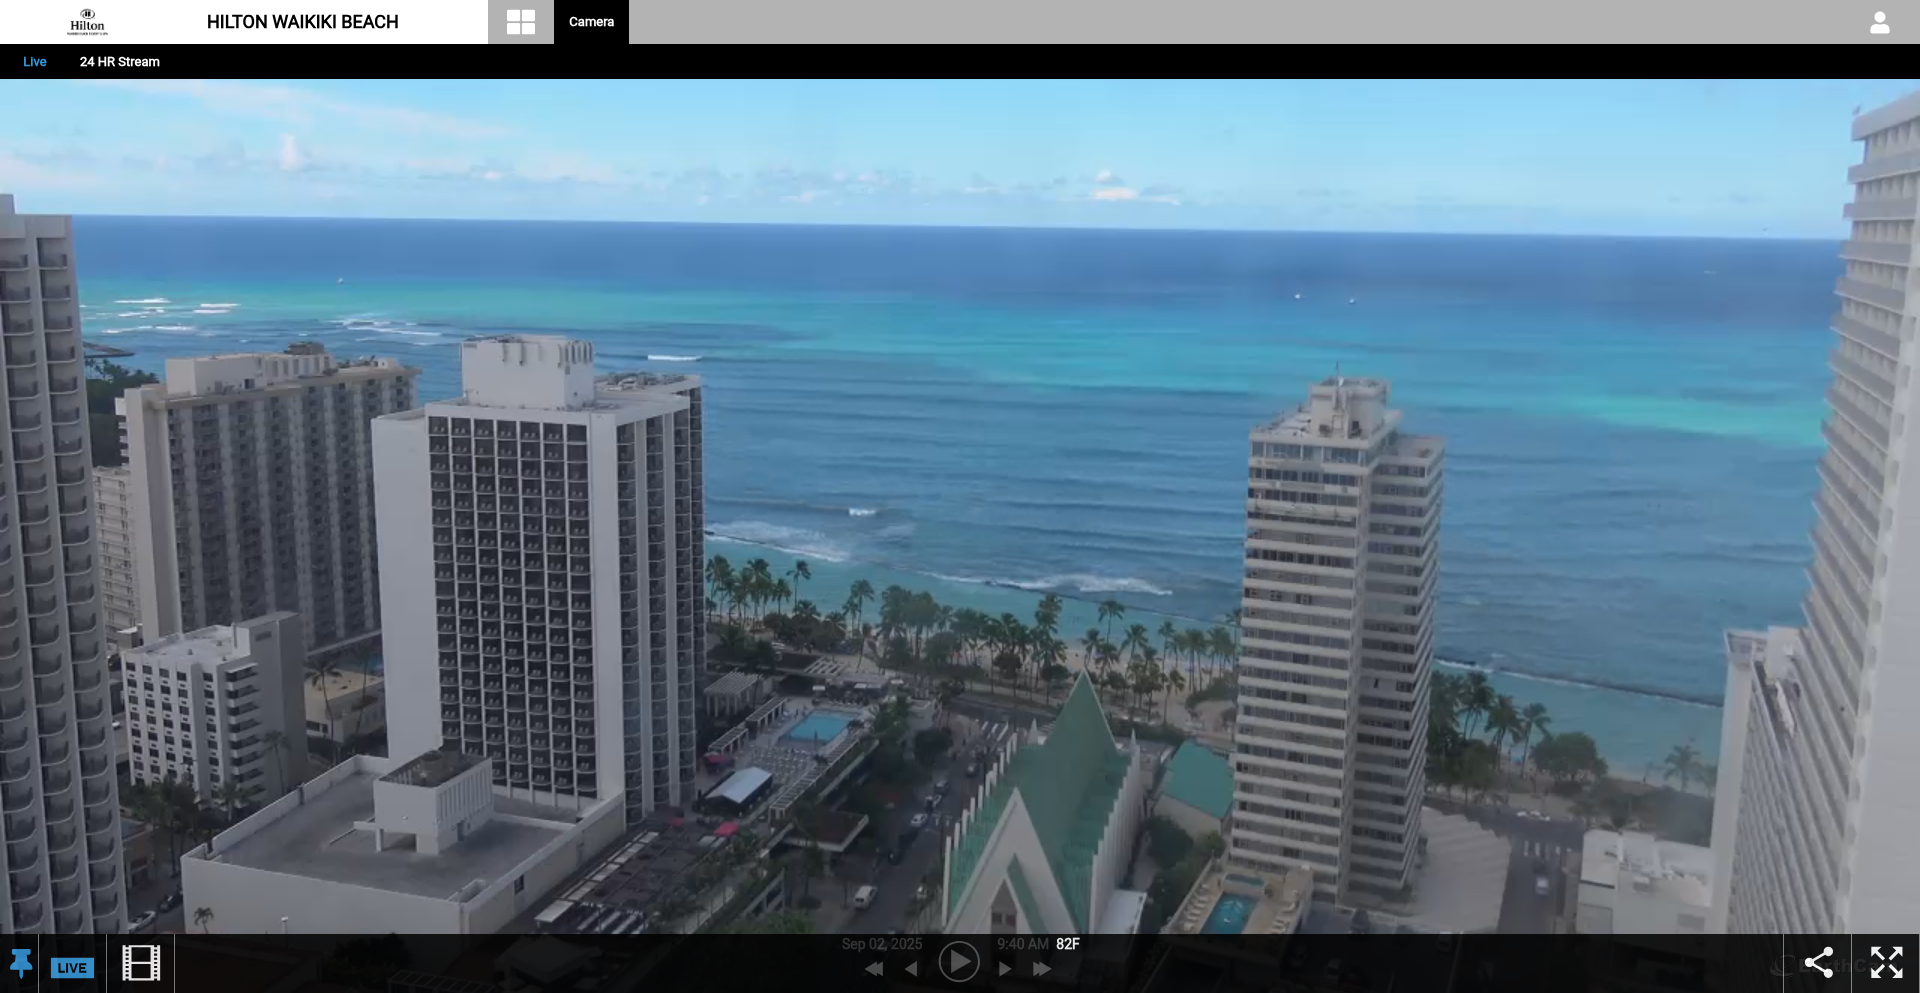 Hilton
HILTON WAIKIKI BEACH
Camera
Live
24 HR Stream
Sep 02, 2025
9:40 AM 82F
LIVE